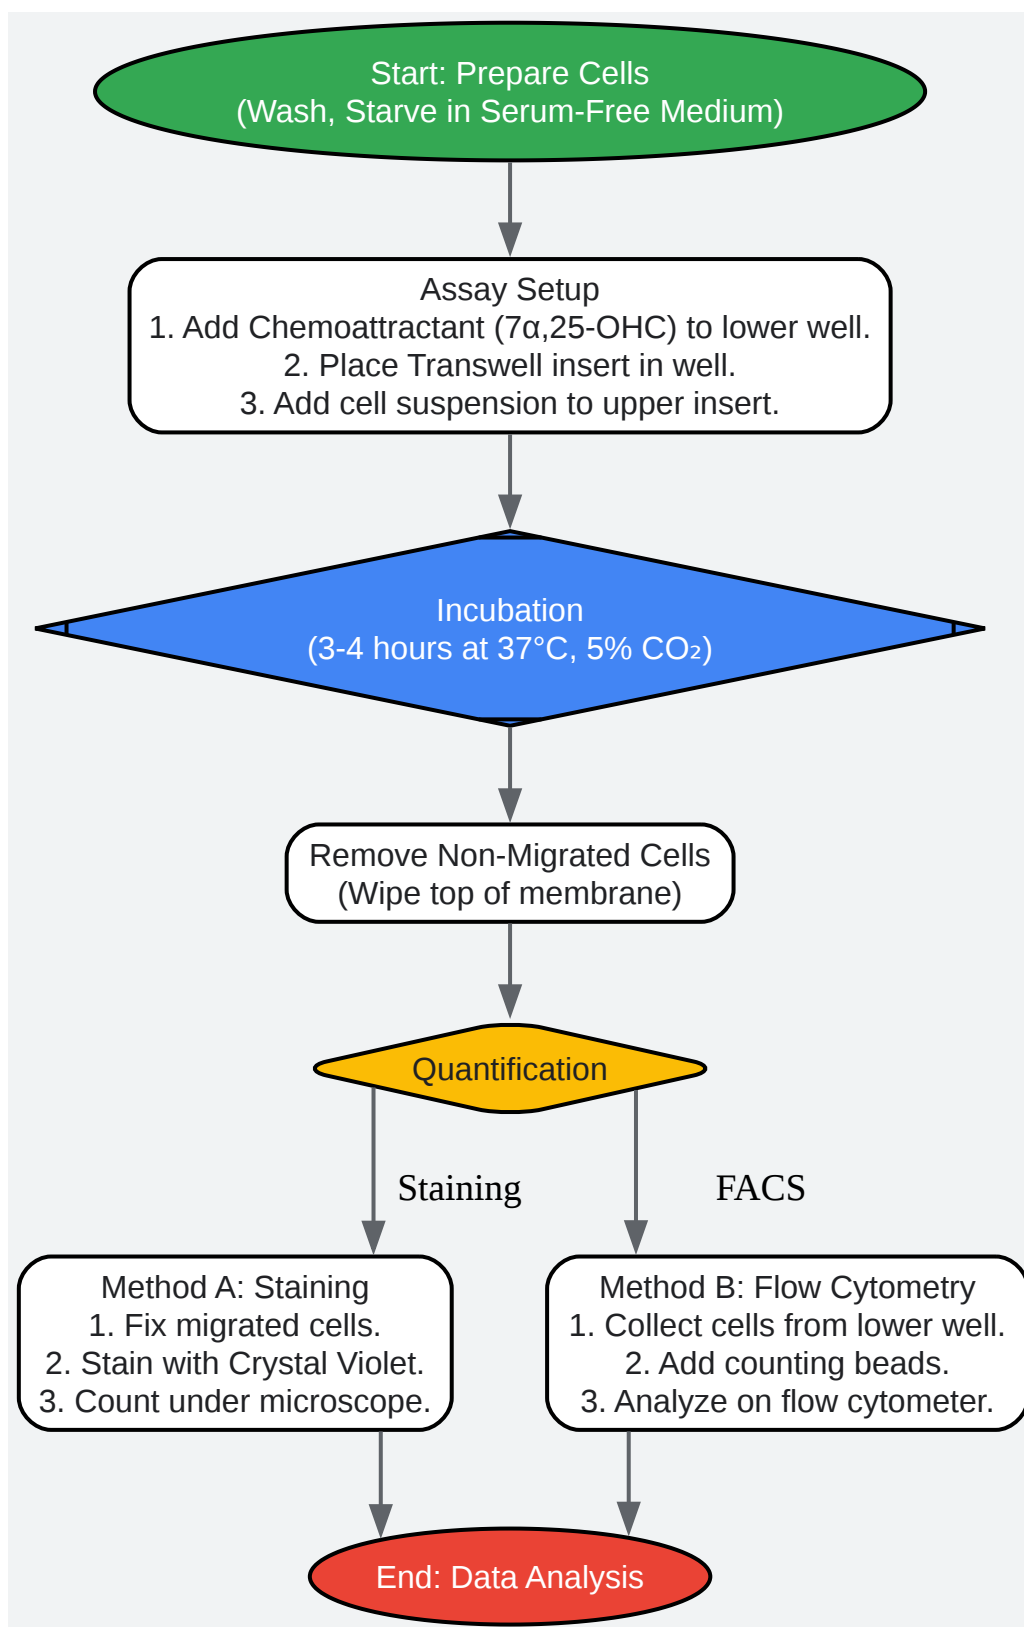 Start: Prepare Cells
(Wash, Starve in Serum-Free Medium)
Assay Setup
1. Add Chemoattractant (7α,25-OHC) to lower well.
2. Place Transwell insert in well.
3. Add cell suspension to upper insert.
Incubation
(3-4 hours at 37°C, 5% CO₂)
Remove Non-Migrated Cells
(Wipe top of membrane)
Quantification
Staining
FACS
Method A: Staining
1. Fix migrated cells.
2. Stain with Crystal Violet.
3. Count under microscope.
Method B: Flow Cytometry
1. Collect cells from lower well.
2. Add counting beads.
3. Analyze on flow cytometer.
End: Data Analysis